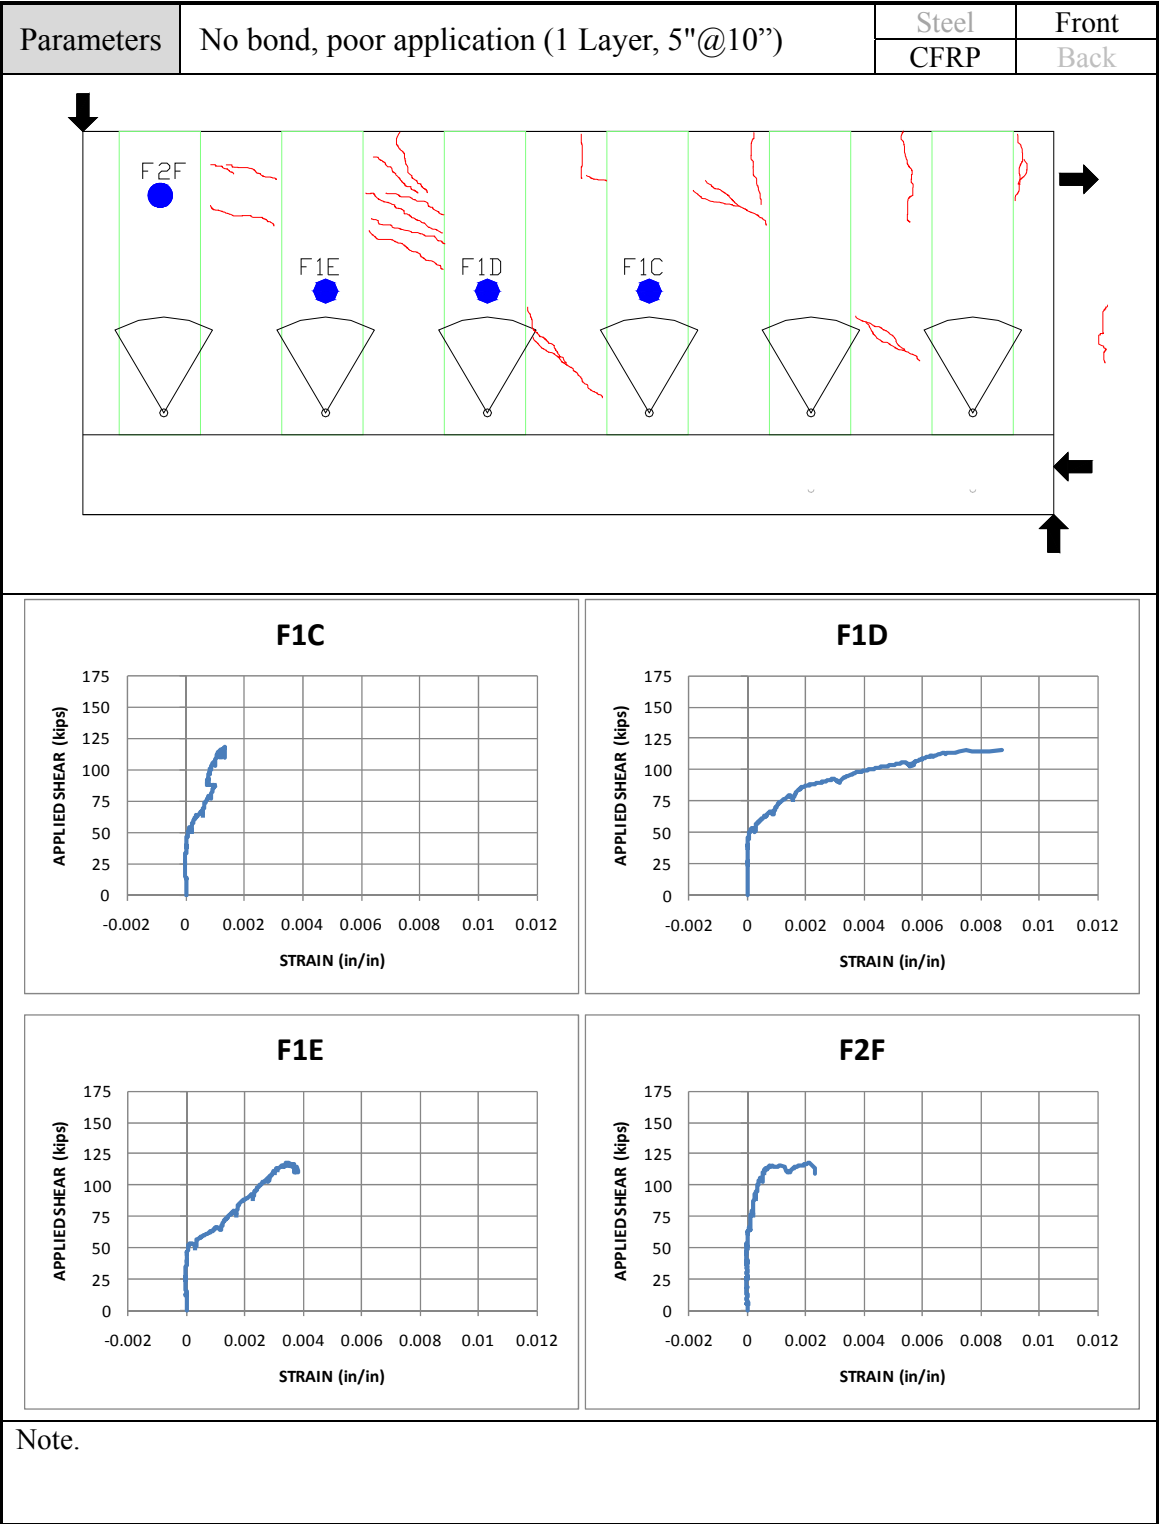 Parameters
No bond, poor application (1 Layer, 5"@10”)
Steel
Front
CFRP
Back
F2F
F1E
F1D
F1C
F1C
APPLIED SHEAR (kips)
175
150
125
100
75
50
25
0
-0.002 0 0.002 0.004 0.006 0.008 0.01 0.012
STRAIN (in/in)
F1D
APPLIED SHEAR (kips)
175
150
125
100
75
50
25
0
-0.002 0 0.002 0.004 0.006 0.008 0.01 0.012
STRAIN (in/in)
F1E
APPLIED SHEAR (kips)
175
150
125
100
75
50
25
0
-0.002 0 0.002 0.004 0.006 0.008 0.01 0.012
STRAIN (in/in)
F2F
APPLIED SHEAR (kips)
175
150
125
100
75
50
25
0
-0.002 0 0.002 0.004 0.006 0.008 0.01 0.012
STRAIN (in/in)
Note.